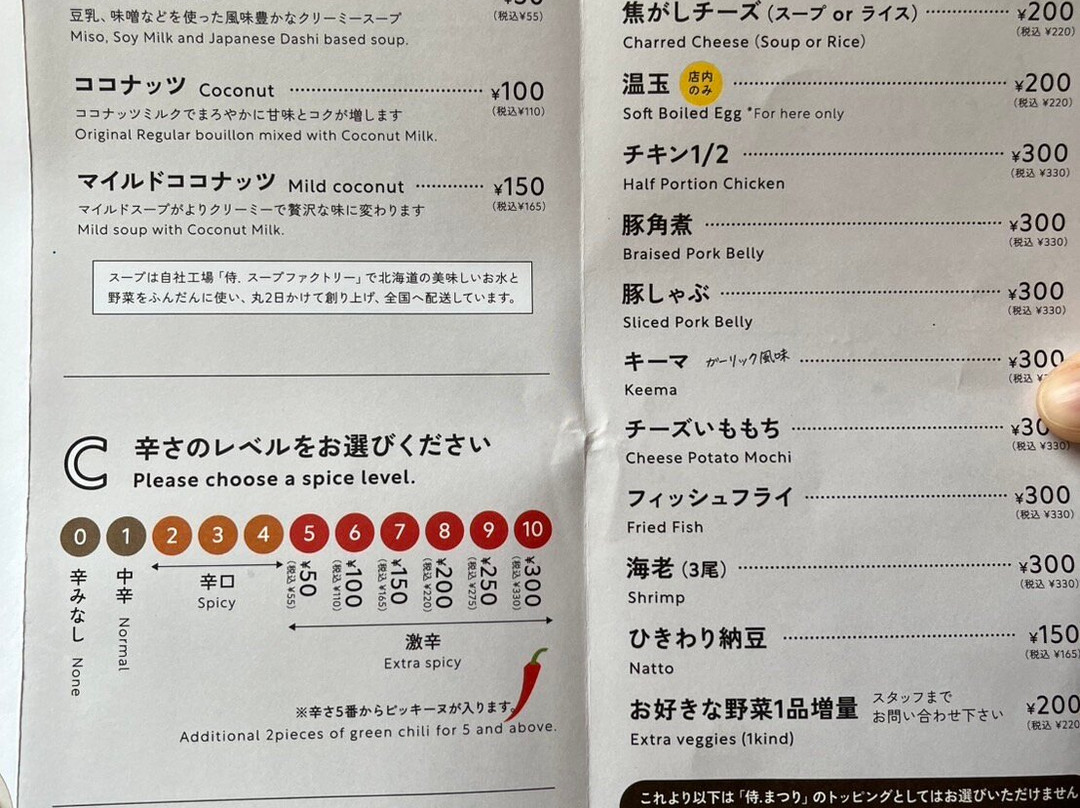 (税込¥55)
豆乳、味噌などを使った風味豊かなクリーミースープ
Miso, Soy Milk and Japanese Dashi based soup.
ココナッツ Coconut ¥100
(税込¥110)
ココナッツミルクでまろやかに甘味とコクが増します
Original Regular bouillon mixed with Coconut Milk.
マイルドココナッツ Mild coconut ¥150
(税込¥165)
マイルドスープがよりクリーミーで贅沢な味に変わります
Mild soup with Coconut Milk.
スープは自社工場「侍.スープファクトリー」で北海道の美味しいお水と
野菜をふんだんに使い、丸2日かけて創り上げ、全国へ配送しています。
C 辛さのレベルをお選びください
Please choose a spice level.
0 1 2 3 4 5 6 7 8 9 10
辛みなし None
中辛 Normal
辛口
Spicy
¥50 (税込¥55)
¥100 (税込¥110)
¥150 (税込¥165)
¥200 (税込¥220)
¥250 (税込¥275)
¥300 (税込¥330)
激辛
Extra spicy
※辛さ5番からピッキーヌが入ります。
Additional 2pieces of green chili for 5 and above.
焦がしチーズ(スープ or ライス) ¥200
(税込 ¥220)
Charred Cheese (Soup or Rice)
温玉 店内のみ ¥200
(税込 ¥220)
Soft Boiled Egg *For here only
チキン1/2 ¥300
(税込 ¥330)
Half Portion Chicken
豚角煮 ¥300
(税込 ¥330)
Braised Pork Belly
豚しゃぶ ¥300
(税込 ¥330)
Sliced Pork Belly
キーマ ガーリック風味 ¥300
(税込
Keema
チーズいももち ¥30
(税込 ¥330)
Cheese Potato Mochi
フィッシュフライ ¥300
(税込 ¥330)
Fried Fish
海老(3尾) ¥300
(税込 ¥330)
Shrimp
ひきわり納豆 ¥150
(税込 ¥165)
Natto
お好きな野菜1品増量 スタッフまで お問い合わせ下さい ¥200
(税込 ¥220
Extra veggies (1kind)
これより以下は「侍.まつり」のトッピングとしてはお選びいただけません